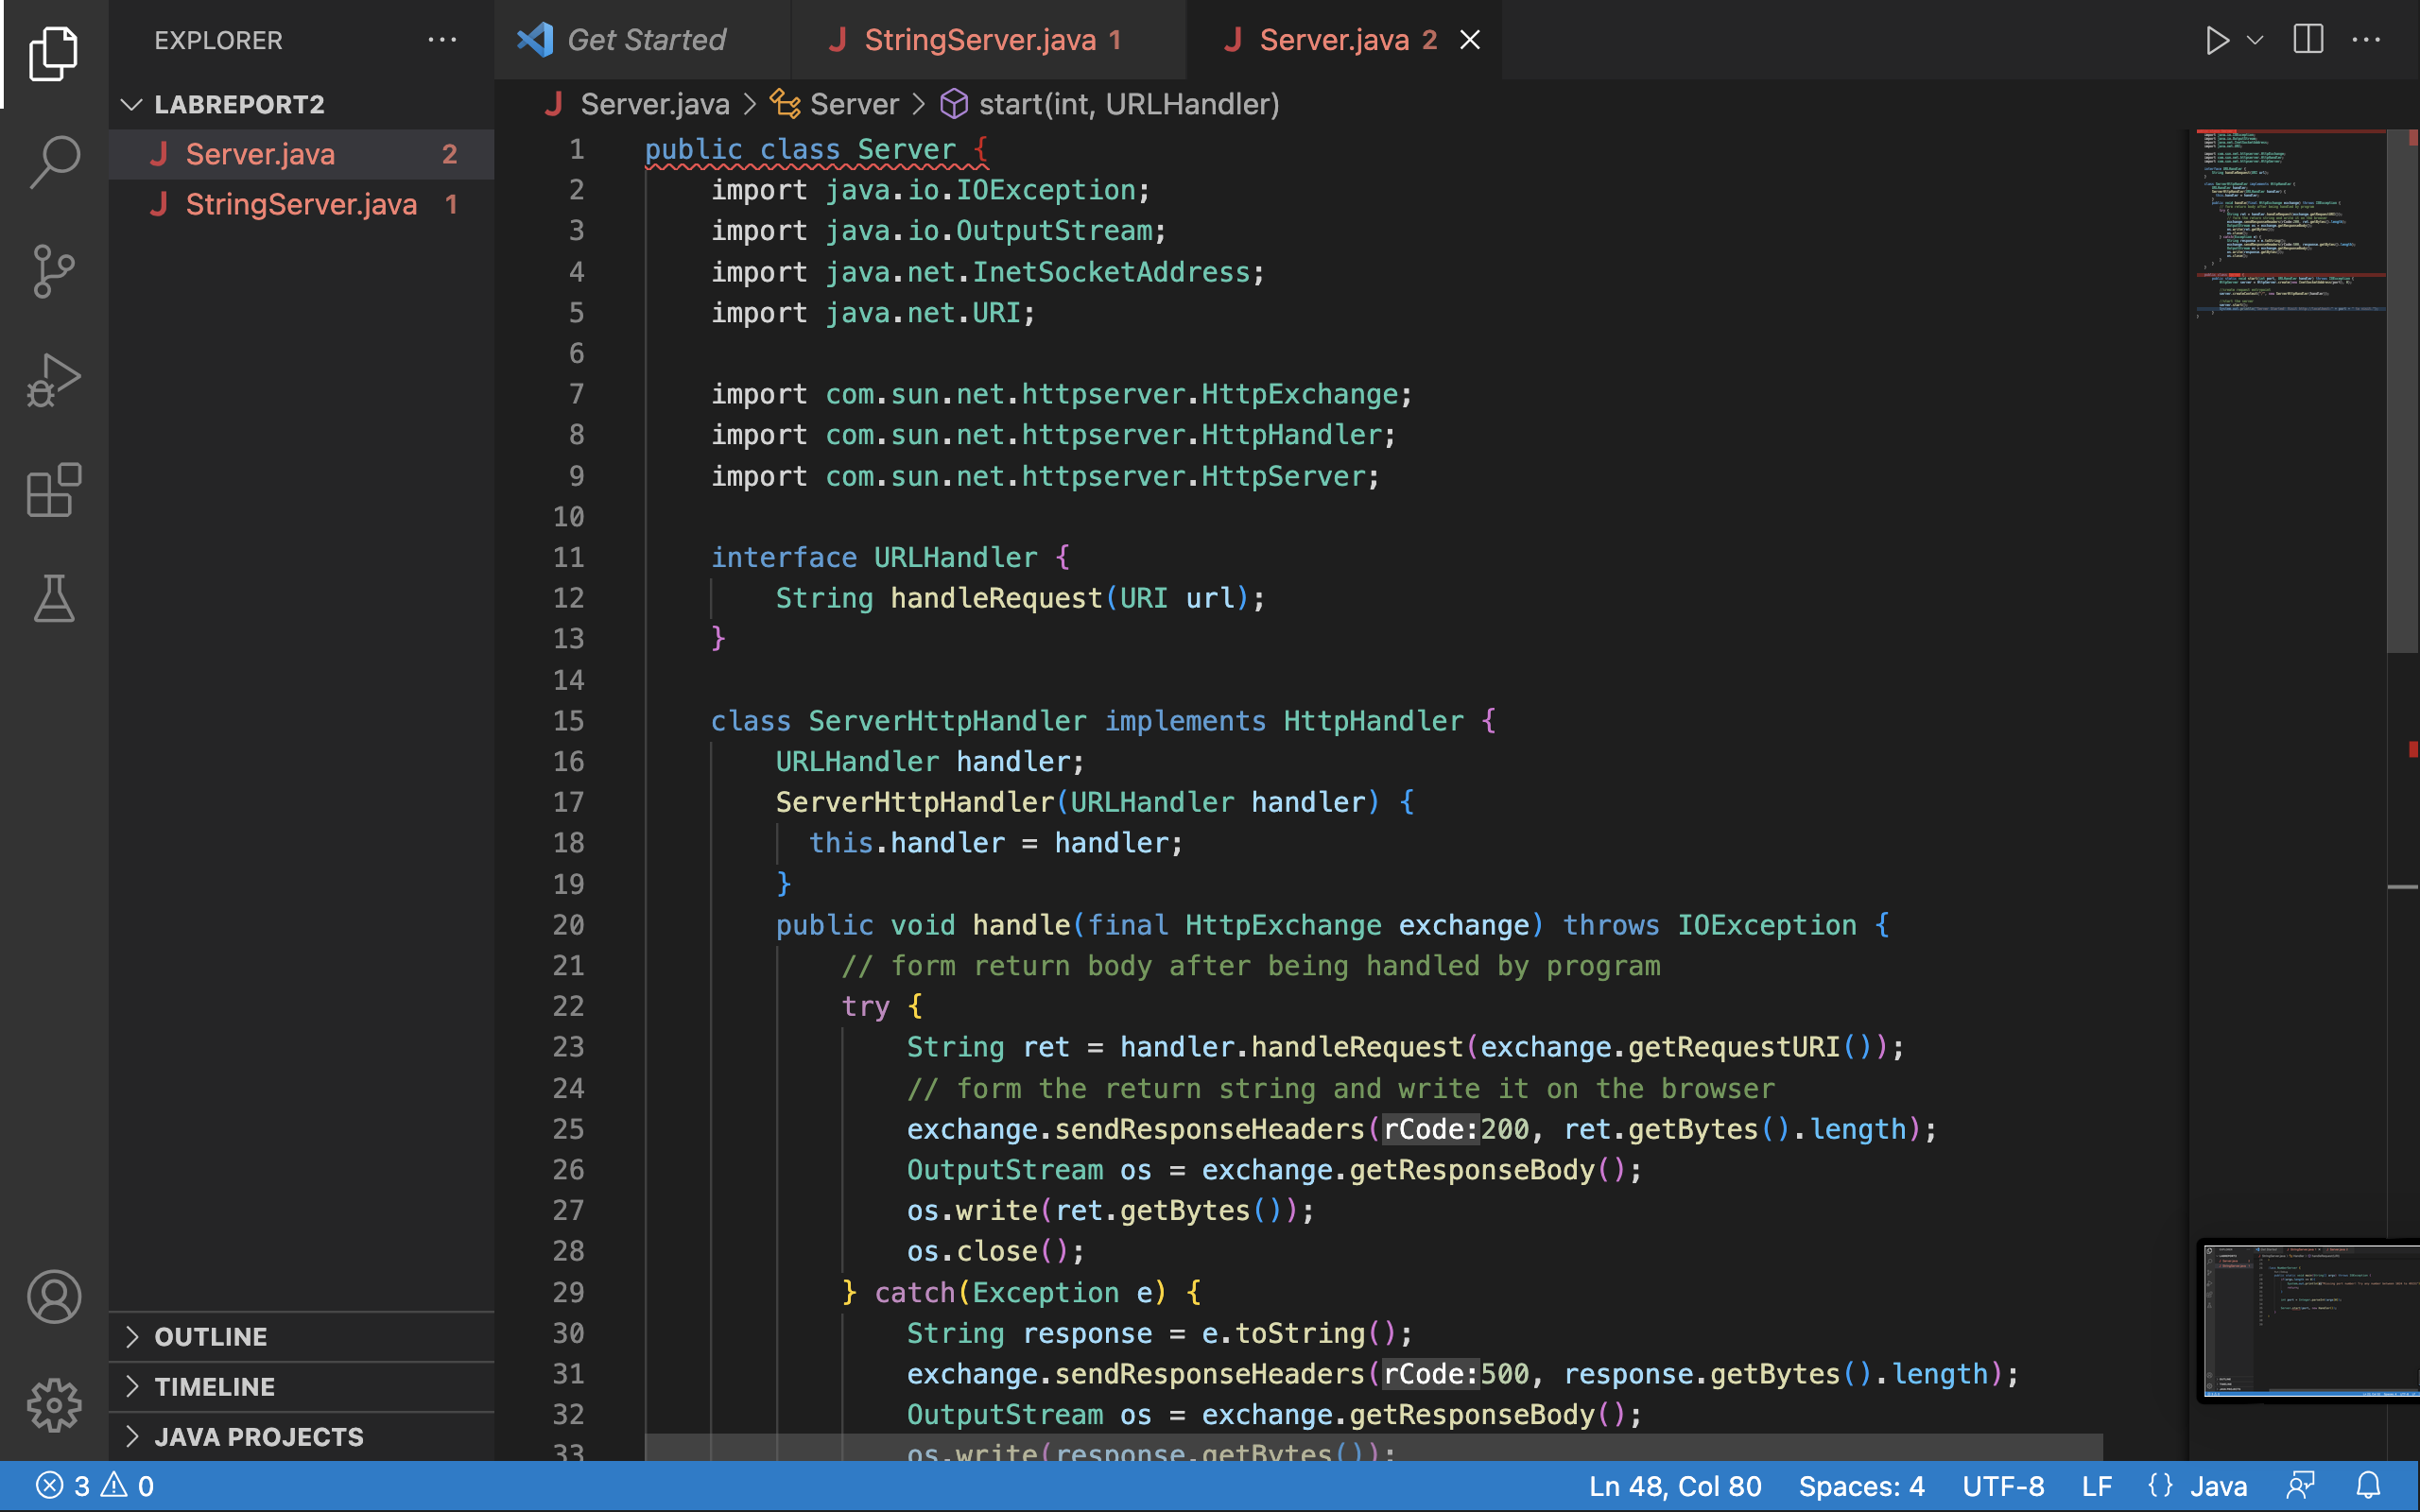 EXPLORER
LABREPORT2
Server.java 2
StringServer.java 1
OUTLINE
TIMELINE
JAVA PROJECTS
Get Started
StringServer.java 1
Server.java 2
Server.java > Server > start(int, URLHandler)
1 public class Server {
2 import java.io.IOException;
3 import java.io.OutputStream;
4 import java.net.InetSocketAddress;
5 import java.net.URI;
6
7 import com.sun.net.httpserver.HttpExchange;
8 import com.sun.net.httpserver.HttpHandler;
9 import com.sun.net.httpserver.HttpServer;
10
11 interface URLHandler {
12 String handleRequest(URI url);
13 }
14
15 class ServerHttpHandler implements HttpHandler {
16 URLHandler handler;
17 ServerHttpHandler(URLHandler handler) {
18 this.handler = handler;
19 }
20 public void handle(final HttpExchange exchange) throws IOException {
21 // form return body after being handled by program
22 try {
23 String ret = handler.handleRequest(exchange.getRequestURI());
24 // form the return string and write it on the browser
25 exchange.sendResponseHeaders(rCode:200, ret.getBytes().length);
26 OutputStream os = exchange.getResponseBody();
27 os.write(ret.getBytes());
28 os.close();
29 } catch(Exception e) {
30 String response = e.toString();
31 exchange.sendResponseHeaders(rCode:500, response.getBytes().length);
32 OutputStream os = exchange.getResponseBody();
33 os.write(response.getBytes());
3 0
Ln 48, Col 80
Spaces: 4
UTF-8
LF
{} Java